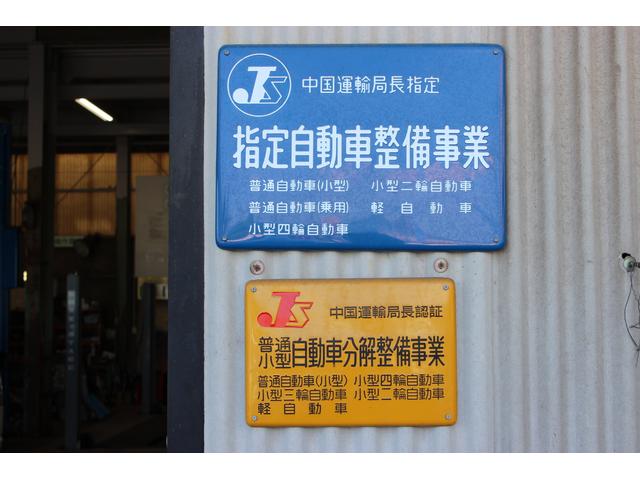 JS 中国運輸局長指定
指定自動車整備事業
普通自動車(小型) 小型二輪自動車
普通自動車(乗用) 軽自動車
小型四輪自動車
JS 中国運輸局長認証
普通小型自動車分解整備事業
普通自動車(小型) 小型四輪自動車
小型三輪自動車 小型二輪自動車
軽自動車